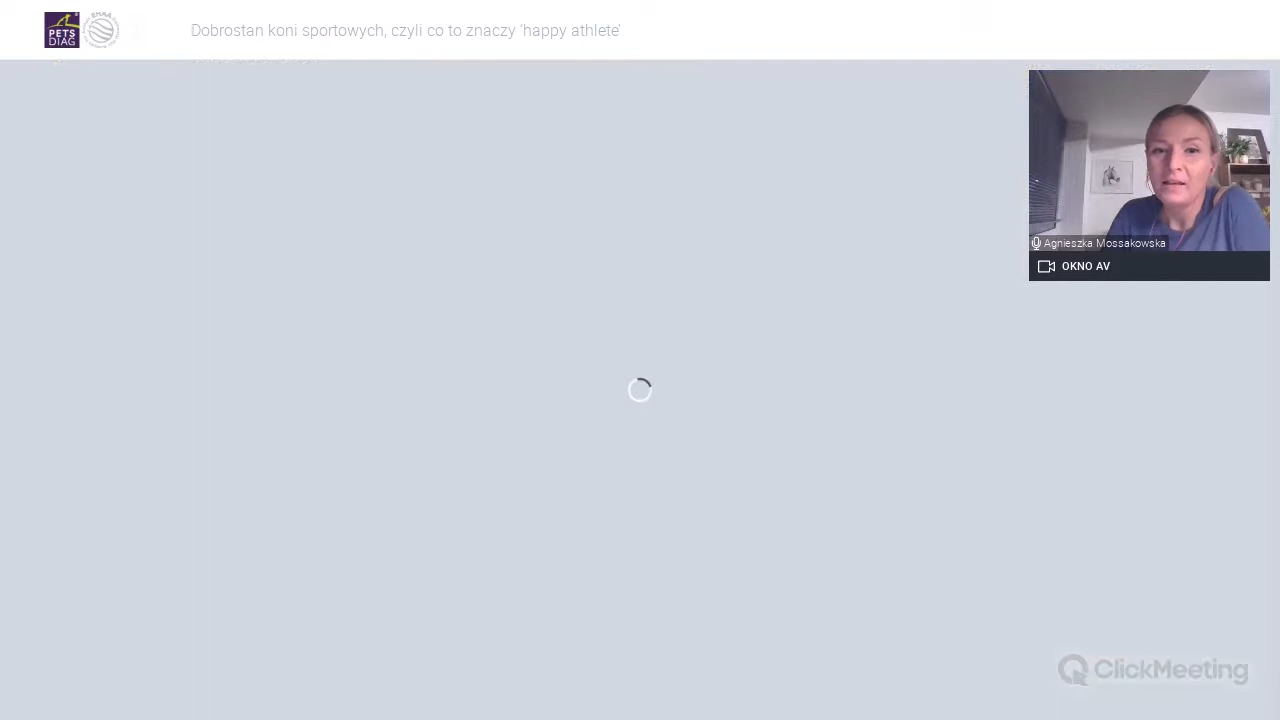 PETS
DIAG
Dobrostan koni sportowych, czyli co to znaczy 'happy athlete'
Agnieszka Mossakowska
OKNO AV
ClickMeeting